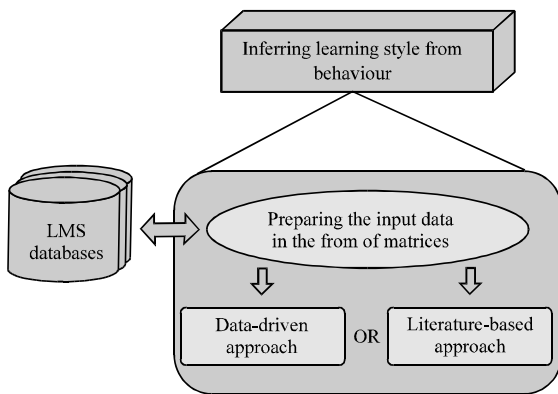 Inferring learning style from
behaviour
LMS
databases
Preparing the input data
in the from of matrices
Data-driven
approach
OR
Literature-based
approach